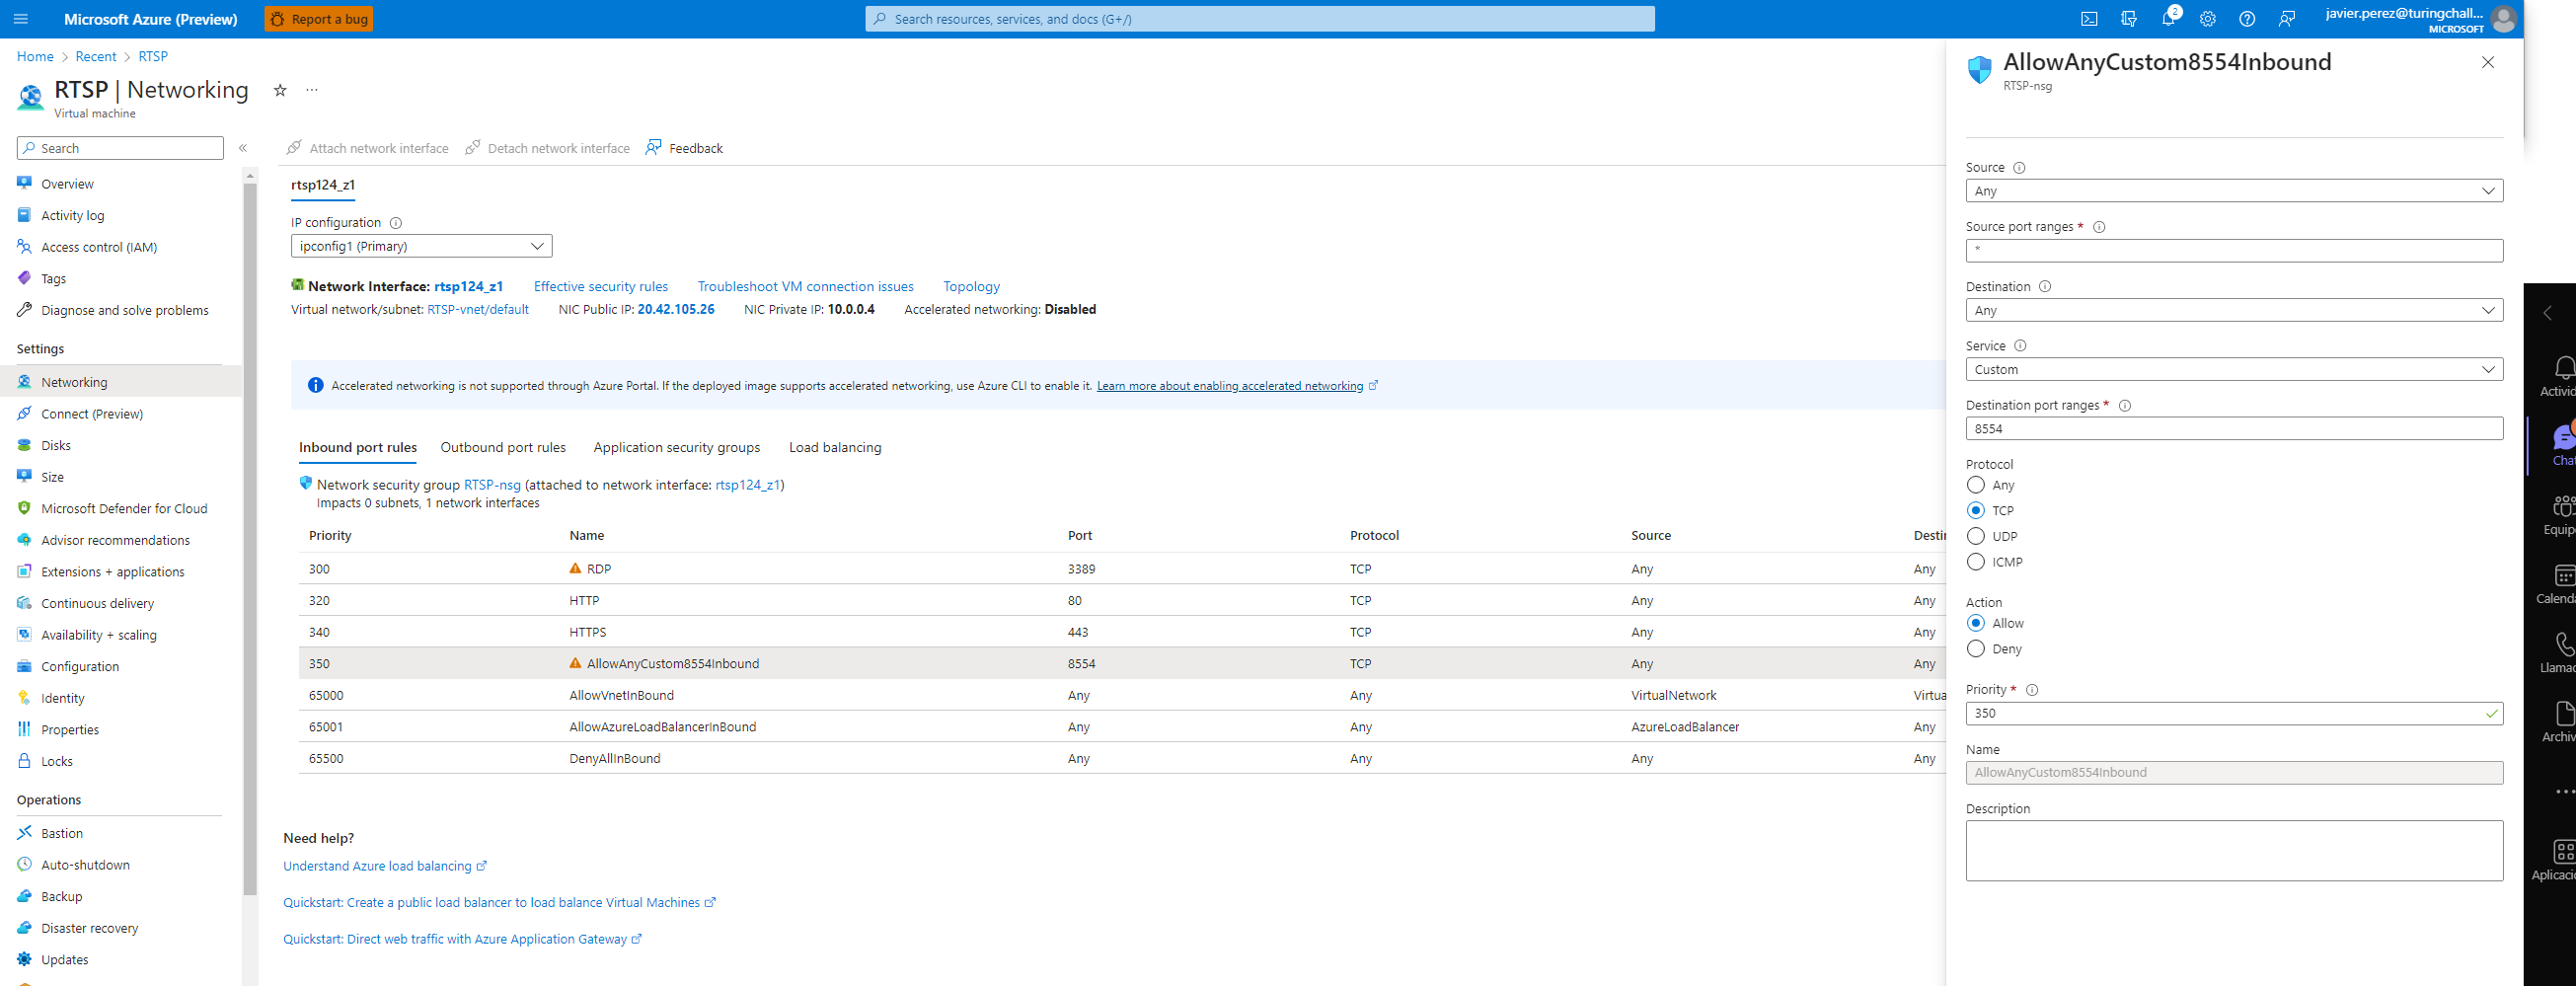 Microsoft Azure (Preview)
Report a bug
Search resources, services, and docs (G+/)
2
javier.perez@turingchall...
MICROSOFT
Home > Recent > RTSP
RTSP | Networking
Virtual machine
Search
Overview
Activity log
Access control (IAM)
Tags
Diagnose and solve problems
Settings
Networking
Connect (Preview)
Disks
Size
Microsoft Defender for Cloud
Advisor recommendations
Extensions + applications
Continuous delivery
Availability + scaling
Configuration
Identity
Properties
Locks
Operations
Bastion
Auto-shutdown
Backup
Disaster recovery
Updates
Attach network interface Detach network interface Feedback
rtsp124_z1
IP configuration
ipconfig1 (Primary)
Network Interface: rtsp124_z1 Effective security rules Troubleshoot VM connection issues Topology
Virtual network/subnet: RTSP-vnet/default NIC Public IP: 20.42.105.26 NIC Private IP: 10.0.0.4 Accelerated networking: Disabled
Accelerated networking is not supported through Azure Portal. If the deployed image supports accelerated networking, use Azure CLI to enable it. Learn more about enabling accelerated networking
Inbound port rules Outbound port rules Application security groups Load balancing
Network security group RTSP-nsg (attached to network interface: rtsp124_z1)
Impacts 0 subnets, 1 network interfaces
Priority Name Port Protocol Source Destin
300 RDP 3389 TCP Any Any
320 HTTP 80 TCP Any Any
340 HTTPS 443 TCP Any Any
350 AllowAnyCustom8554Inbound 8554 TCP Any Any
65000 AllowVnetInBound Any Any VirtualNetwork Virtua
65001 AllowAzureLoadBalancerInBound Any Any AzureLoadBalancer Any
65500 DenyAllInBound Any Any Any Any
Need help?
Understand Azure load balancing
Quickstart: Create a public load balancer to load balance Virtual Machines
Quickstart: Direct web traffic with Azure Application Gateway
AllowAnyCustom8554Inbound
RTSP-nsg
Source
Any
Source port ranges *
*
Destination
Any
Service
Custom
Destination port ranges *
8554
Protocol
Any
TCP
UDP
ICMP
Action
Allow
Deny
Priority *
350
Name
AllowAnyCustom8554Inbound
Description
Activid
Chat
Equip
Calenda
Llamad
Archiv
Aplicacio